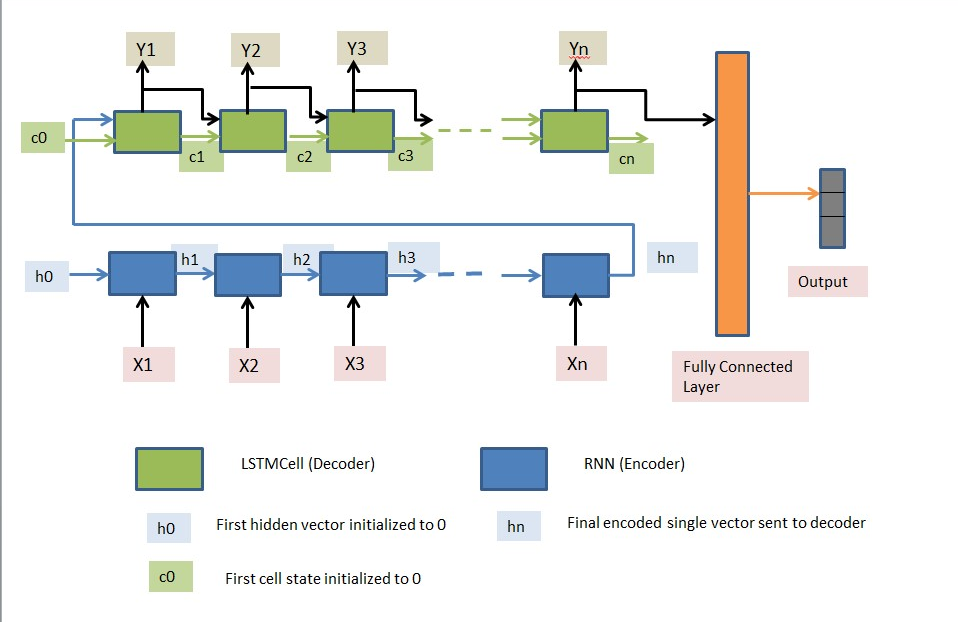 Y1
Y2
Y3
Yn
c0
c1
c2
c3
cn
h0
h1
h2
h3
hn
X1
X2
X3
Xn
Output
Fully Connected
Layer
LSTMCell (Decoder)
RNN (Encoder)
h0
First hidden vector initialized to 0
hn
Final encoded single vector sent to decoder
c0
First cell state initialized to 0